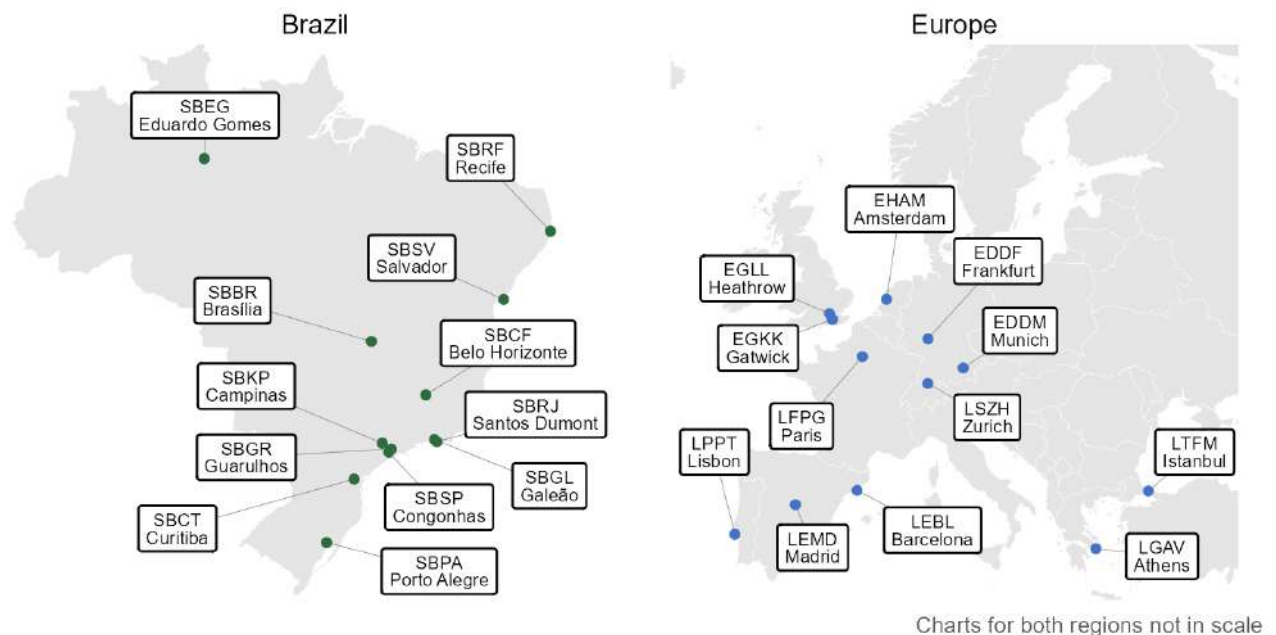 Brazil
SBEG
Eduardo Gomes
SBRF
Recife
SBSV
Salvador
SBBR
Brasília
SBCF
Belo Horizonte
SBKP
Campinas
SBRJ
Santos Dumont
SBGR
Guarulhos
SBGL
Galeão
SBSP
Congonhas
SBCT
Curitiba
SBPA
Porto Alegre
Europe
EHAM
Amsterdam
EDDF
Frankfurt
EGLL
Heathrow
EGKK
Gatwick
EDDM
Munich
LFPG
Paris
LSZH
Zurich
LPPT
Lisbon
LTFM
Istanbul
LEMD
Madrid
LEBL
Barcelona
LGAV
Athens
Charts for both regions not in scale